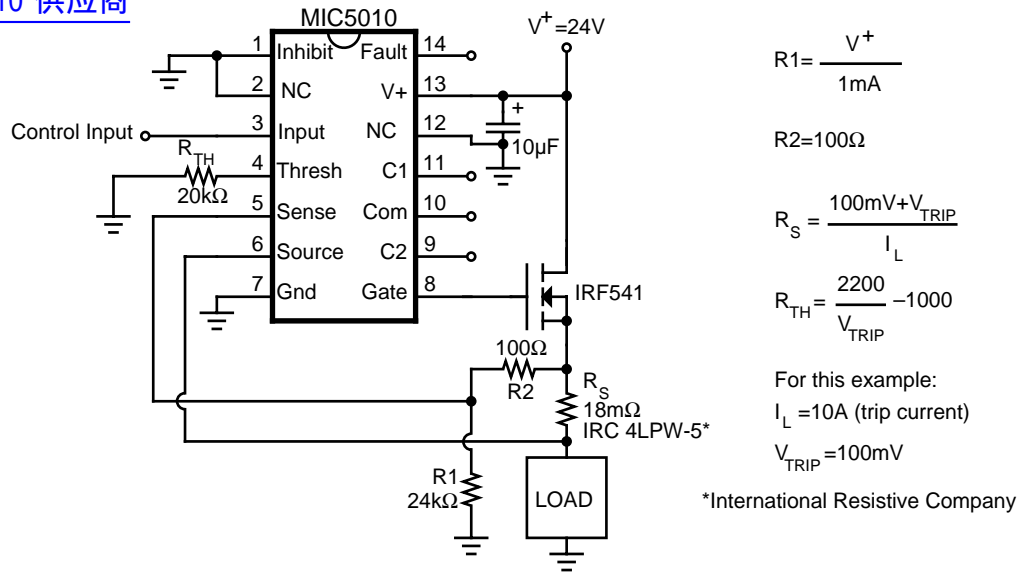 10 供应商
MIC5010
V+ =24V
1 Inhibit Fault 14
2 NC V+ 13
3 Input NC 12
4 Thresh C1 11
5 Sense Com 10
6 Source C2 9
7 Gnd Gate 8
Control Input
RTH
20kΩ
+
10µF
IRF541
100Ω
R2
RS
18mΩ
IRC 4LPW-5*
R1
24kΩ
LOAD
R1= V+
1mA
R2=100Ω
RS = 100mV+VTRIP
IL
RTH= 2200 –1000
VTRIP
For this example:
IL =10A (trip current)
VTRIP =100mV
*International Resistive Company